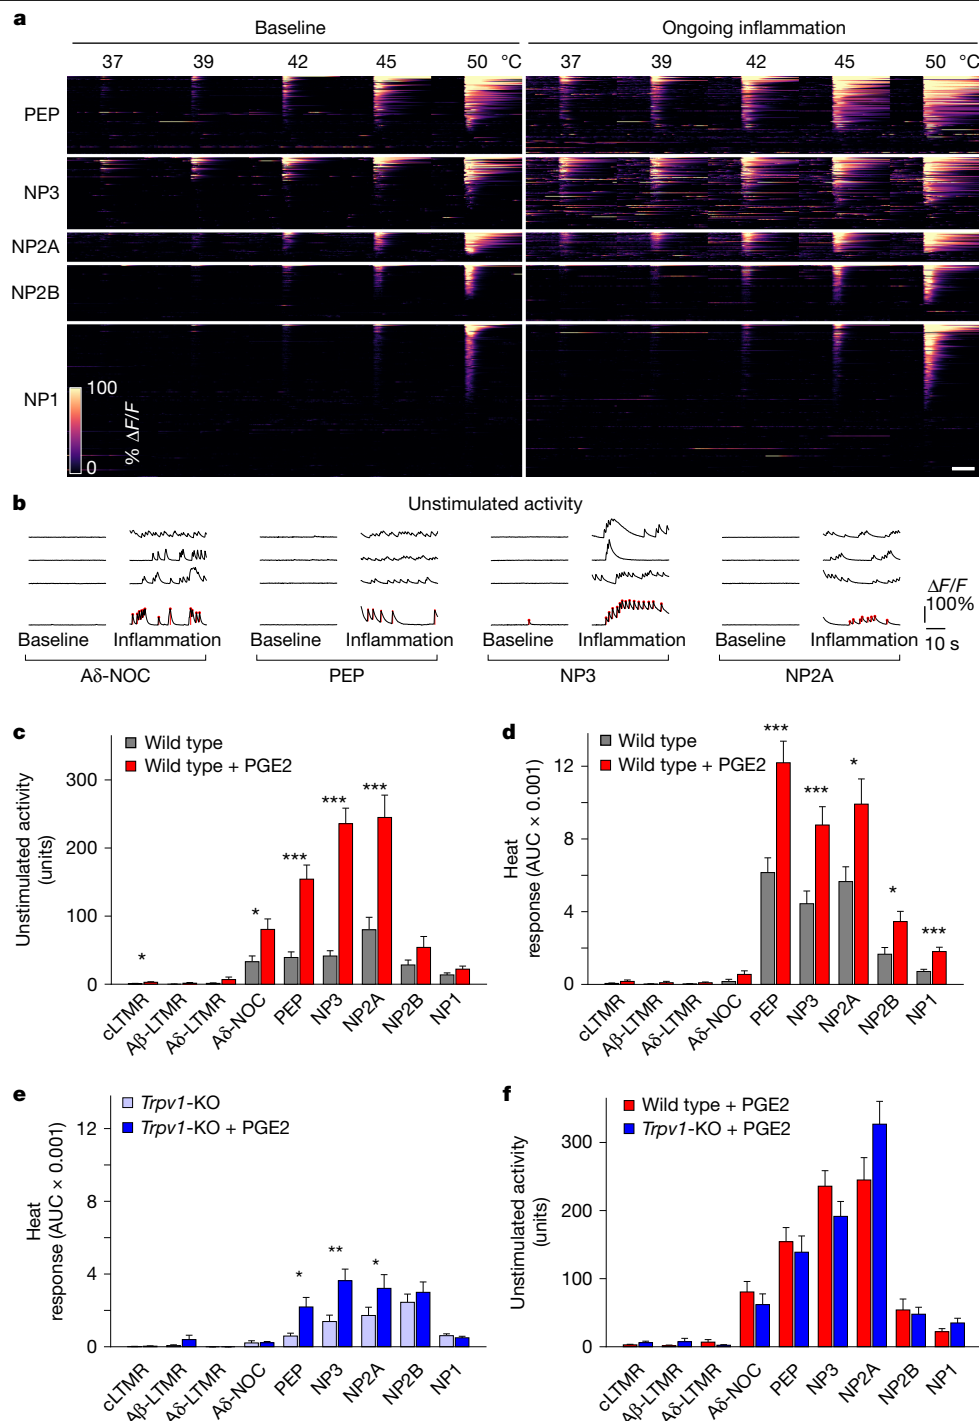 a
Baseline
Ongoing inflammation
37 39 42 45 50 °C
37 39 42 45 50 °C
PEP
NP3
NP2A
NP2B
NP1
100
0
% ΔF/F
b
Unstimulated activity
ΔF/F
100%
10 s
Baseline Inflammation
Baseline Inflammation
Baseline Inflammation
Baseline Inflammation
Aδ-NOC
PEP
NP3
NP2A
c
Wild type
Wild type + PGE2
Unstimulated activity
(units)
300
200
100
0
*
*
***
***
***
cLTMR
Aβ-LTMR
Aδ-LTMR
Aδ-NOC
PEP
NP3
NP2A
NP2B
NP1
d
Wild type
Wild type + PGE2
Heat
response (AUC × 0.001)
12
8
4
0
***
***
*
*
***
cLTMR
Aβ-LTMR
Aδ-LTMR
Aδ-NOC
PEP
NP3
NP2A
NP2B
NP1
e
Trpv1-KO
Trpv1-KO + PGE2
Heat
response (AUC × 0.001)
12
8
4
0
*
**
*
cLTMR
Aβ-LTMR
Aδ-LTMR
Aδ-NOC
PEP
NP3
NP2A
NP2B
NP1
f
Wild type + PGE2
Trpv1-KO + PGE2
Unstimulated activity
(units)
300
200
100
0
cLTMR
Aβ-LTMR
Aδ-LTMR
Aδ-NOC
PEP
NP3
NP2A
NP2B
NP1